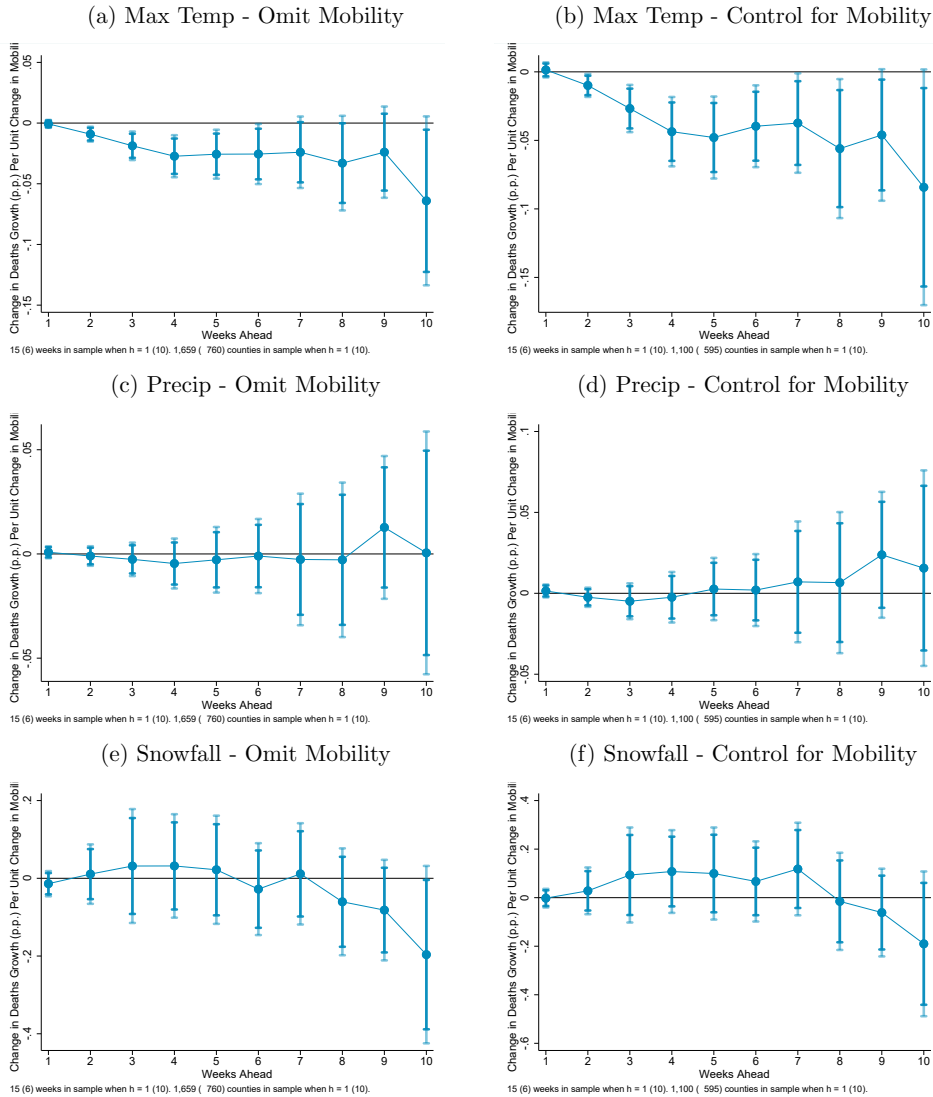 (a) Max Temp - Omit Mobility
Change in Deaths Growth (p.p.) Per Unit Change in Mobili
.05
0
-.05
-.1
-.15
1 2 3 4 5 6 7 8 9 10
Weeks Ahead
15 (6) weeks in sample when h = 1 (10). 1,659 ( 760) counties in sample when h = 1 (10).
(b) Max Temp - Control for Mobility
Change in Deaths Growth (p.p.) Per Unit Change in Mobili
0
-.05
-.1
-.15
1 2 3 4 5 6 7 8 9 10
Weeks Ahead
15 (6) weeks in sample when h = 1 (10). 1,100 ( 595) counties in sample when h = 1 (10).
(c) Precip - Omit Mobility
Change in Deaths Growth (p.p.) Per Unit Change in Mobili
.05
0
-.05
1 2 3 4 5 6 7 8 9 10
Weeks Ahead
15 (6) weeks in sample when h = 1 (10). 1,659 ( 760) counties in sample when h = 1 (10).
(d) Precip - Control for Mobility
Change in Deaths Growth (p.p.) Per Unit Change in Mobili
.1
.05
0
-.05
1 2 3 4 5 6 7 8 9 10
Weeks Ahead
15 (6) weeks in sample when h = 1 (10). 1,100 ( 595) counties in sample when h = 1 (10).
(e) Snowfall - Omit Mobility
Change in Deaths Growth (p.p.) Per Unit Change in Mobili
.2
0
-.2
-.4
1 2 3 4 5 6 7 8 9 10
Weeks Ahead
15 (6) weeks in sample when h = 1 (10). 1,659 ( 760) counties in sample when h = 1 (10).
(f) Snowfall - Control for Mobility
Change in Deaths Growth (p.p.) Per Unit Change in Mobili
.4
.2
0
-.2
-.4
-.6
1 2 3 4 5 6 7 8 9 10
Weeks Ahead
15 (6) weeks in sample when h = 1 (10). 1,100 ( 595) counties in sample when h = 1 (10).